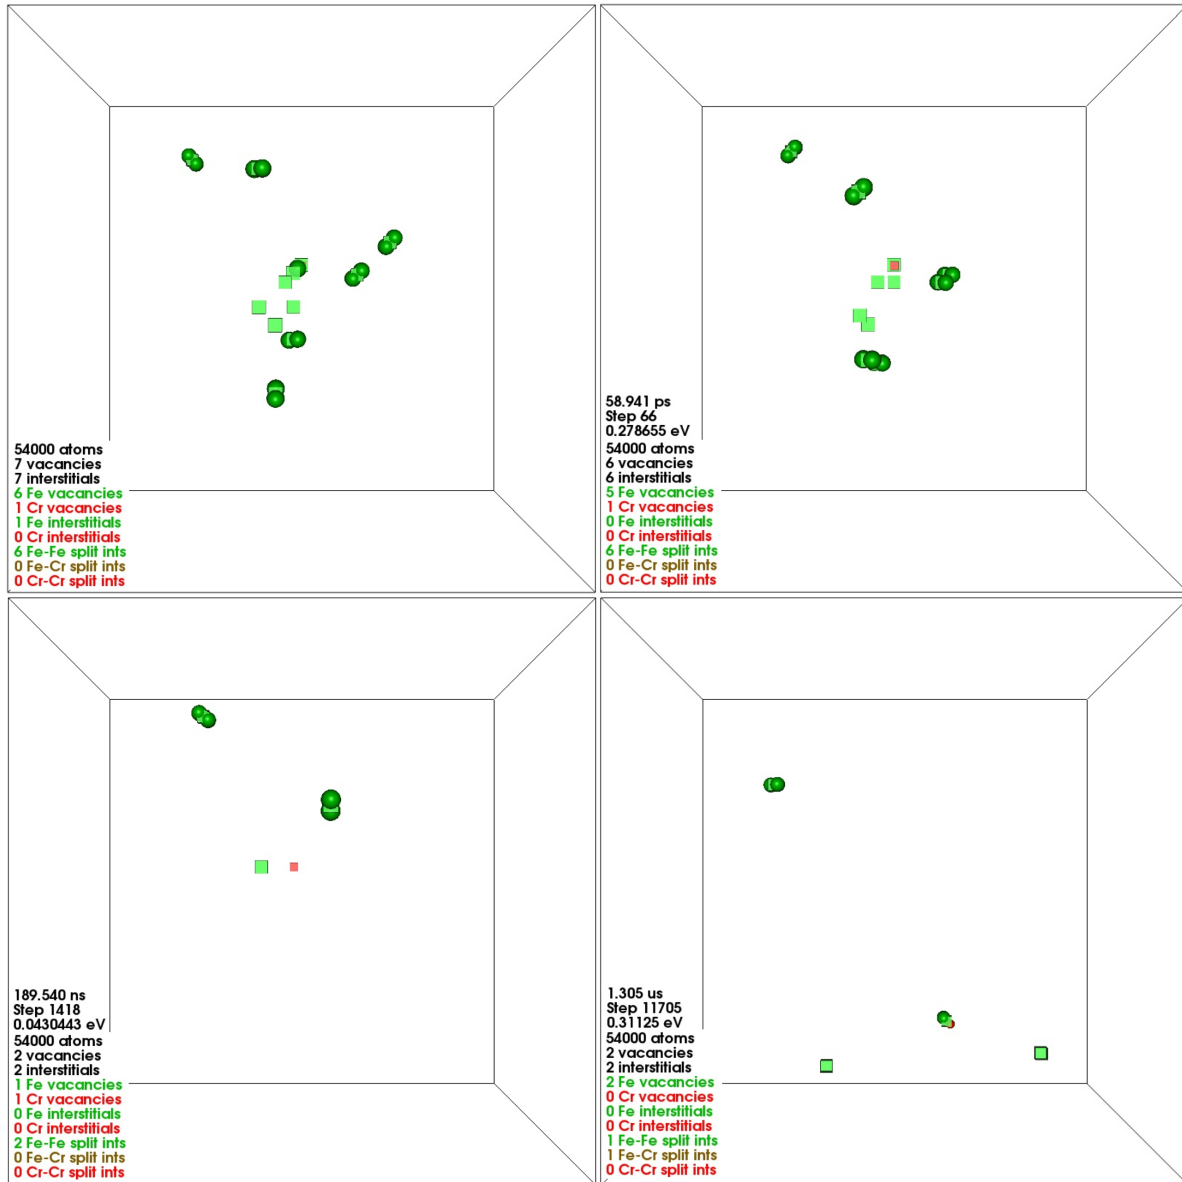 54000 atoms
7 vacancies
7 interstitials
6 Fe vacancies
1 Cr vacancies
1 Fe interstitials
0 Cr interstitials
6 Fe-Fe split ints
0 Fe-Cr split ints
0 Cr-Cr split ints
58.941 ps
Step 66
0.278655 eV
54000 atoms
6 vacancies
6 interstitials
5 Fe vacancies
1 Cr vacancies
0 Fe interstitials
0 Cr interstitials
6 Fe-Fe split ints
0 Fe-Cr split ints
0 Cr-Cr split ints
189.540 ns
Step 1418
0.0430443 eV
54000 atoms
2 vacancies
2 interstitials
1 Fe vacancies
1 Cr vacancies
0 Fe interstitials
0 Cr interstitials
2 Fe-Fe split ints
0 Fe-Cr split ints
0 Cr-Cr split ints
1.305 us
Step 11705
0.31125 eV
54000 atoms
2 vacancies
2 interstitials
2 Fe vacancies
0 Cr vacancies
0 Fe interstitials
0 Cr interstitials
1 Fe-Fe split ints
1 Fe-Cr split ints
0 Cr-Cr split ints